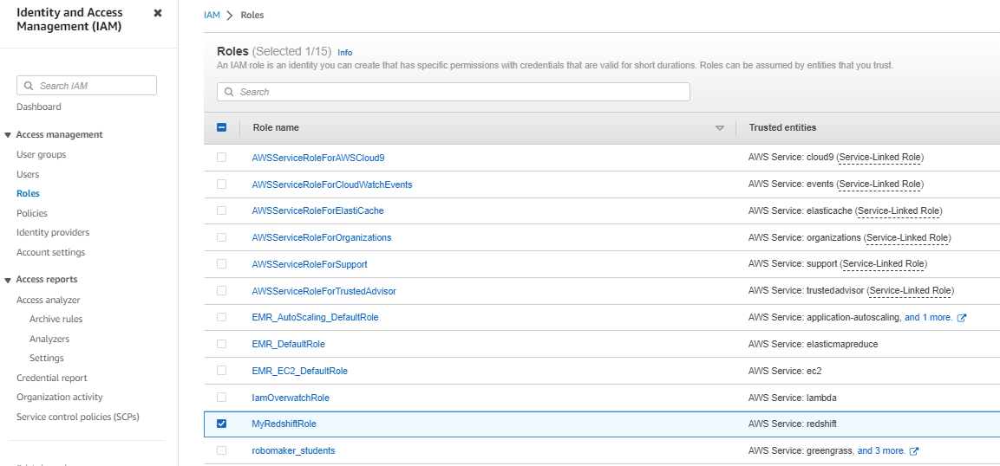 Identity and Access
Management (IAM)
Search IAM
Dashboard
Access management
User groups
Users
Roles
Policies
Identity providers
Account settings
Access reports
Access analyzer
Archive rules
Analyzers
Settings
Credential report
Organization activity
Service control policies (SCPs)
IAM > Roles
Roles (Selected 1/15) Info
An IAM role is an identity you can create that has specific permissions with credentials that are valid for short durations. Roles can be assumed by entities that you trust.
Search
Role name Trusted entities
AWSServiceRoleForAWSCloud9 AWS Service: cloud9 (Service-Linked Role)
AWSServiceRoleForCloudWatchEvents AWS Service: events (Service-Linked Role)
AWSServiceRoleForElastiCache AWS Service: elasticache (Service-Linked Role)
AWSServiceRoleForOrganizations AWS Service: organizations (Service-Linked Role)
AWSServiceRoleForSupport AWS Service: support (Service-Linked Role)
AWSServiceRoleForTrustedAdvisor AWS Service: trustedadvisor (Service-Linked Role)
EMR_AutoScaling_DefaultRole AWS Service: application-autoscaling, and 1 more.
EMR_DefaultRole AWS Service: elasticmapreduce
EMR_EC2_DefaultRole AWS Service: ec2
IamOverwatchRole AWS Service: lambda
MyRedshiftRole AWS Service: redshift
robomaker_students AWS Service: greengrass, and 3 more.